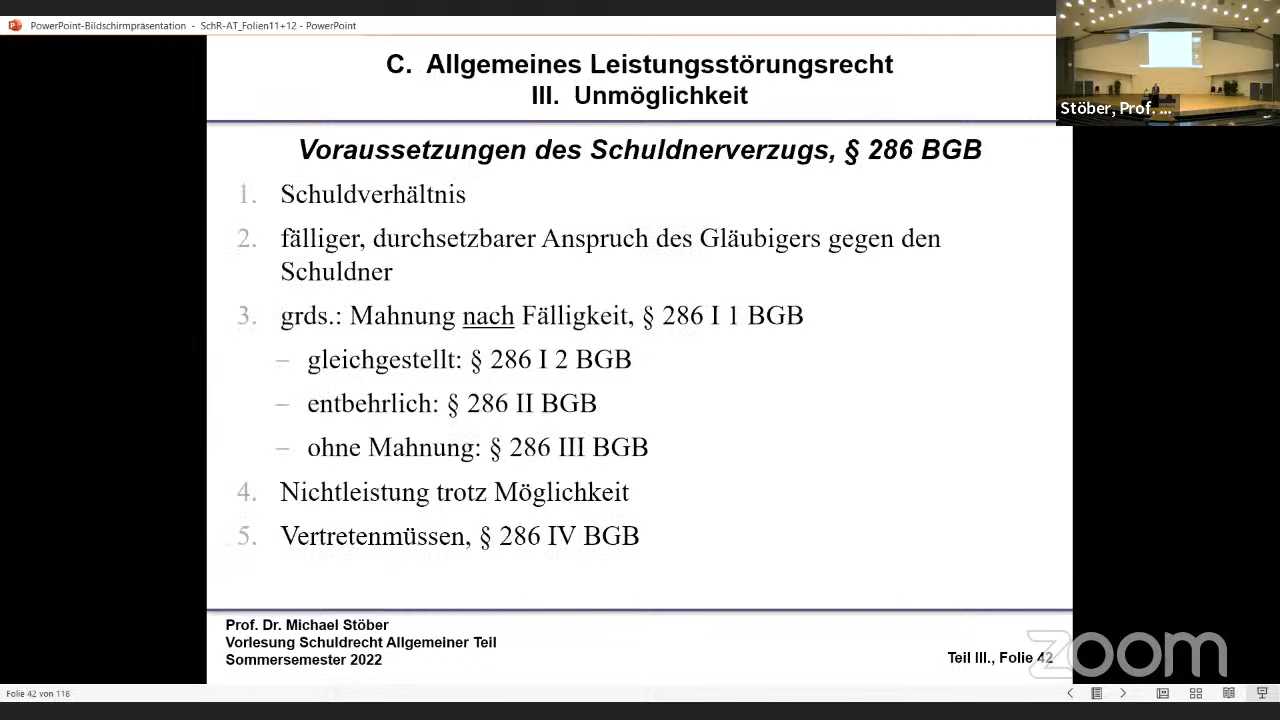 PowerPoint-Bildschirmpräsentation - SchR-AT_Folien11+12 - PowerPoint
C. Allgemeines Leistungsstörungsrecht
III. Unmöglichkeit
Stöber, Prof. ...
Voraussetzungen des Schuldnerverzugs, § 286 BGB
1. Schuldverhältnis
2. fälliger, durchsetzbarer Anspruch des Gläubigers gegen den
Schuldner
3. grds.: Mahnung nach Fälligkeit, § 286 I 1 BGB
– gleichgestellt: § 286 I 2 BGB
– entbehrlich: § 286 II BGB
– ohne Mahnung: § 286 III BGB
4. Nichtleistung trotz Möglichkeit
5. Vertretenmüssen, § 286 IV BGB
Prof. Dr. Michael Stöber
Vorlesung Schuldrecht Allgemeiner Teil
Sommersemester 2022
Teil III., Folie 42
zoom
Folie 42 von 118